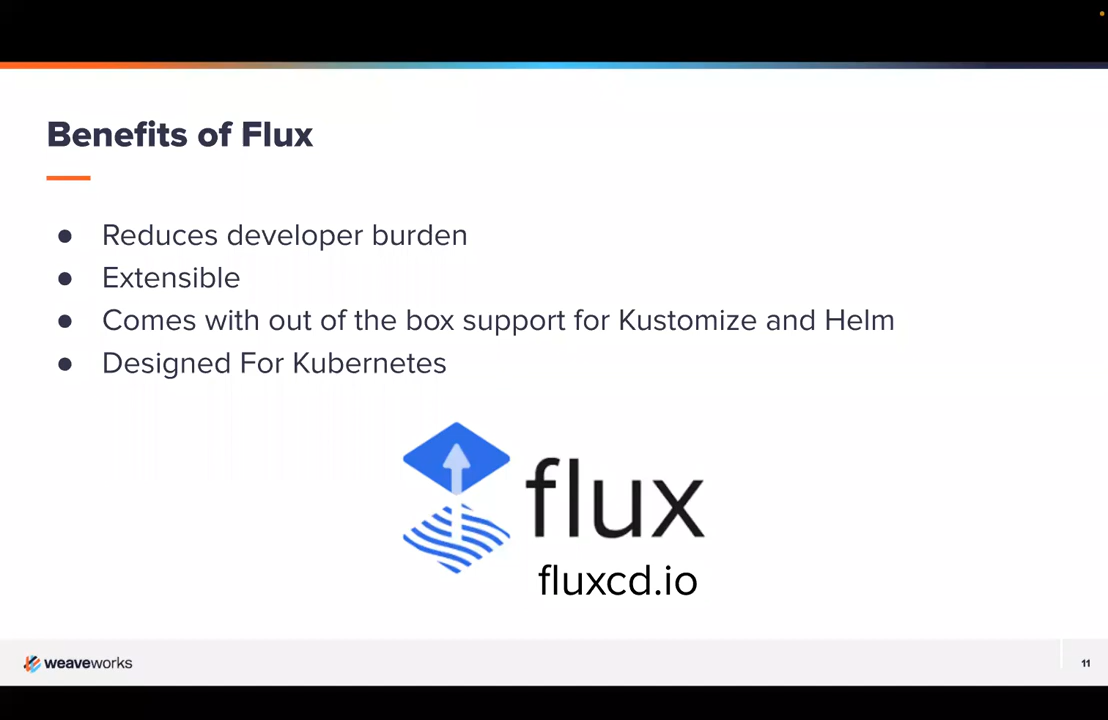 Benefits of Flux
● Reduces developer burden
● Extensible
● Comes with out of the box support for Kustomize and Helm
● Designed For Kubernetes
flux
fluxcd.io
weaveworks
11